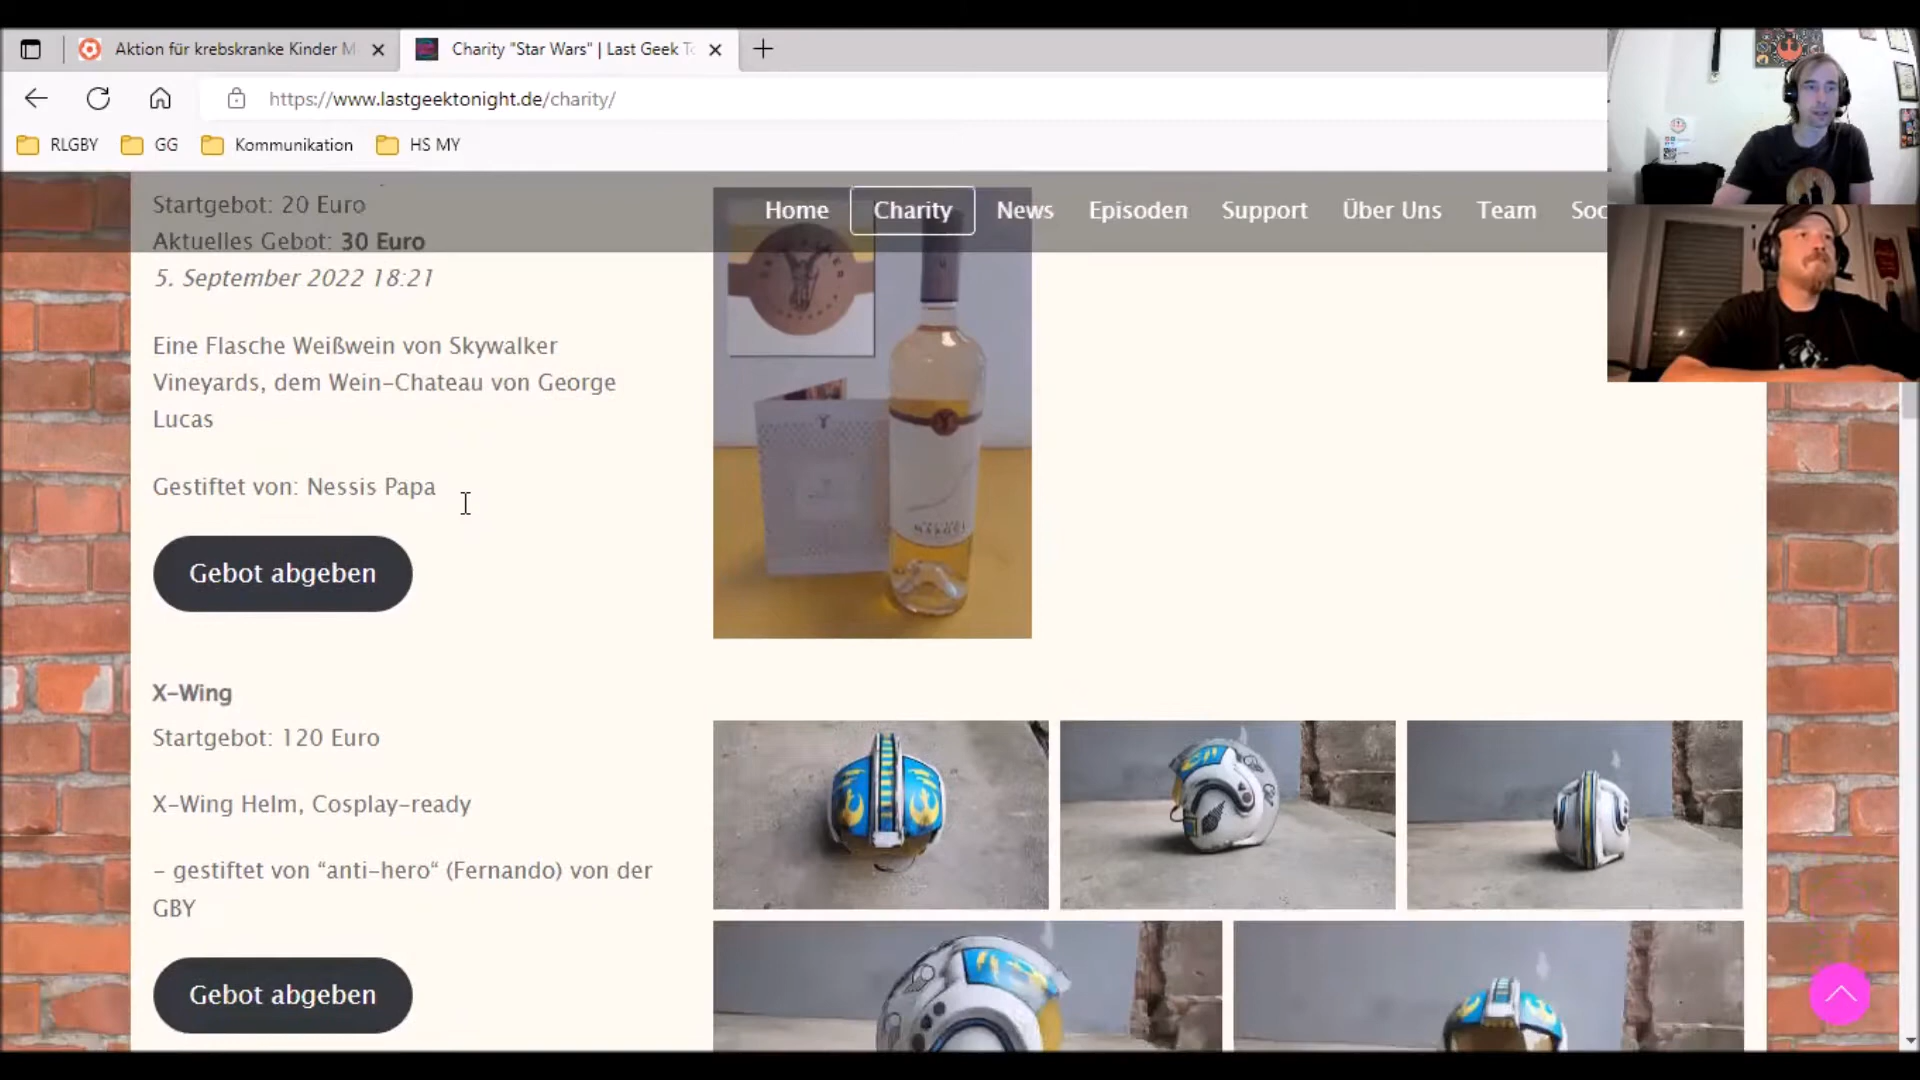 Aktion für krebskranke Kinder M
Charity "Star Wars" | Last Geek To
https://www.lastgeektonight.de/charity/
RLGBY
GG
Kommunikation
HS MY
Home
Charity
News
Episoden
Support
Über Uns
Team
Soc
Startgebot: 20 Euro
Aktuelles Gebot: 30 Euro
5. September 2022 18:21
Eine Flasche Weißwein von Skywalker
Vineyards, dem Wein-Chateau von George
Lucas
Gestiftet von: Nessis Papa
Gebot abgeben
X-Wing
Startgebot: 120 Euro
X-Wing Helm, Cosplay-ready
- gestiftet von “anti-hero“ (Fernando) von der
GBY
Gebot abgeben